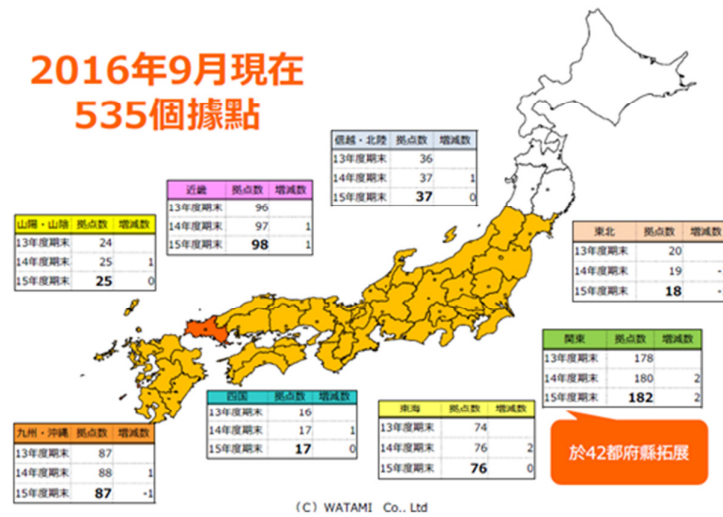 2016年9月現在
535個據點
信越・北陸 拠点数 増減数
13年度期末 36
14年度期末 37 1
15年度期末 37 0
近畿 拠点数 増減数
13年度期末 96
14年度期末 97 1
15年度期末 98 1
山陽・山陰 拠点数 増減数
13年度期末 24
14年度期末 25 1
15年度期末 25 0
東北 拠点数 増減数
13年度期末 20
14年度期末 19 -
15年度期末 18 -
関東 拠点数 増減数
13年度期末 178
14年度期末 180 2
15年度期末 182 2
四国 拠点数 増減数
13年度期末 16
14年度期末 17 1
15年度期末 17 0
東海 拠点数 増減数
13年度期末 74
14年度期末 76 2
15年度期末 76 0
九州・沖縄 拠点数 増減数
13年度期末 87
14年度期末 88 1
15年度期末 87 -1
於42都府縣拓展
(C) WATAMI Co., Ltd